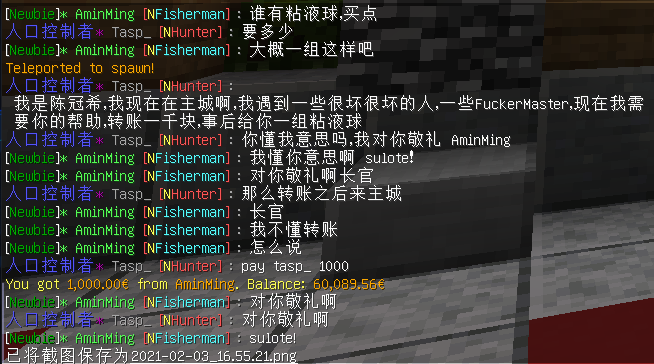 [Newbie]* AminMing [NFisherman] : 谁有粘液球,买点
人口控制者* Tasp_ [NHunter] : 要多少
[Newbie]* AminMing [NFisherman] : 大概一组这样吧
Teleported to spawn!
人口控制者* Tasp_ [NHunter] :
我是陈冠希,我现在在主城啊,我遇到一些很坏很坏的人,一些FuckerMaster,现在我需
要你的帮助,转账一千块,事后给你一组粘液球
人口控制者* Tasp_ [NHunter] : 你懂我意思吗,我对你敬礼 AminMing
[Newbie]* AminMing [NFisherman] : 我懂你意思啊 sulote!
[Newbie]* AminMing [NFisherman] : 对你敬礼啊长官
人口控制者* Tasp_ [NHunter] : 那么转账之后来主城
[Newbie]* AminMing [NFisherman] : 长官
[Newbie]* AminMing [NFisherman] : 我不懂转账
[Newbie]* AminMing [NFisherman] : 怎么说
人口控制者* Tasp_ [NHunter] : pay tasp_ 1000
You got 1,000.00€ from AminMing. Balance: 60,089.56€
[Newbie]* AminMing [NFisherman] : 对你敬礼啊
人口控制者* Tasp_ [NHunter] : 对你敬礼啊
[Newbie]* AminMing [NFisherman] : sulote!
已将截图保存为2021-02-03_16.55.21.png